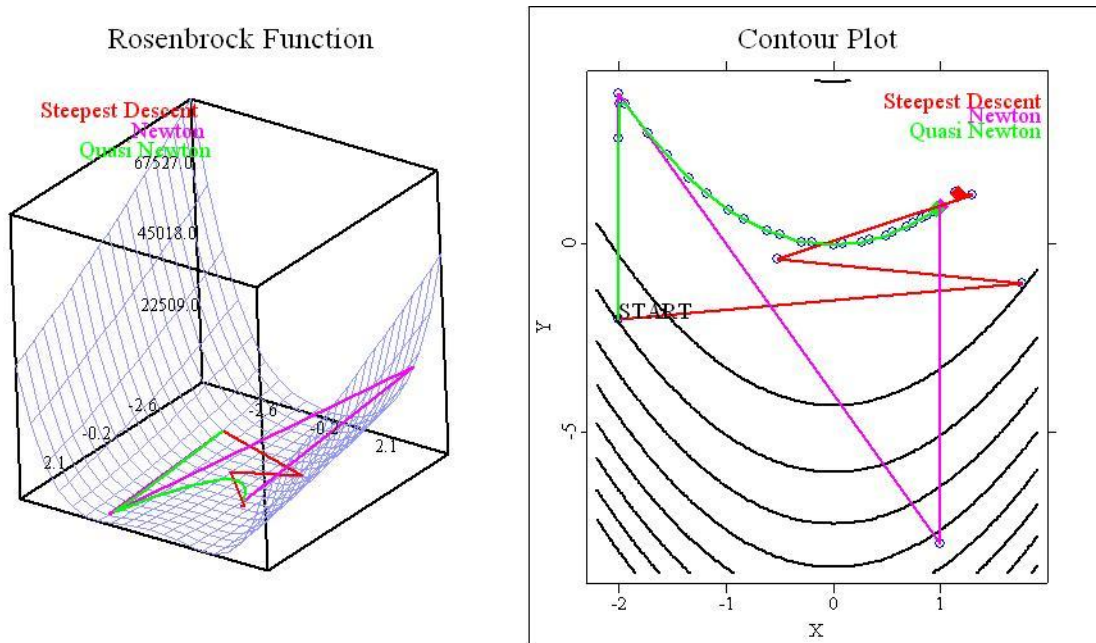 Rosenbrock Function
Steepest Descent
Newton
Quasi Newton
67527.0
45018.0
22509.0
-2.6
-0.2
2.1
-2.6
-0.2
2.1
Contour Plot
Steepest Descent
Newton
Quasi Newton
0
START
Y
-5
-2
-1
0
1
X